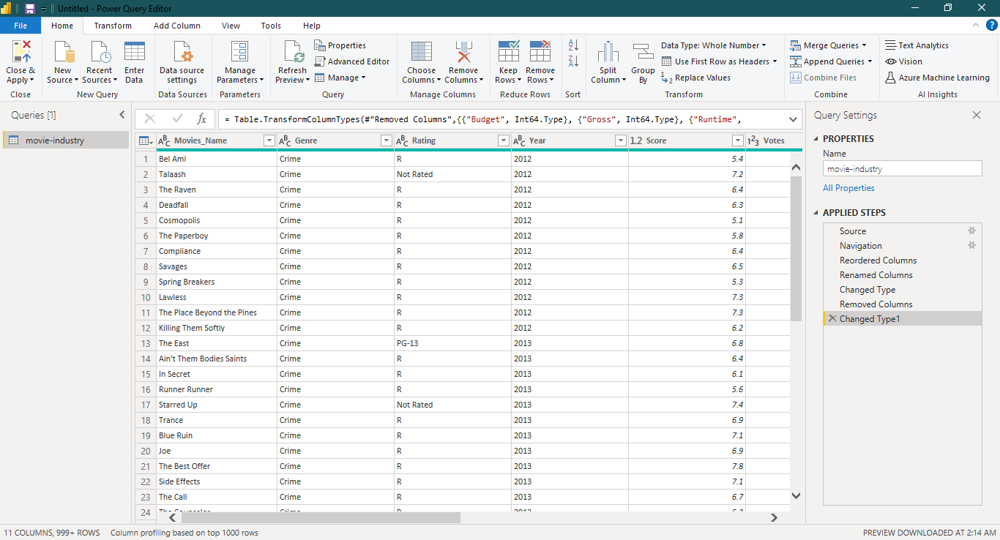 Untitled - Power Query Editor
File Home Transform Add Column View Tools Help
Close & Apply
Close
New Source
Recent Sources
Enter Data
New Query
Data source settings
Data Sources
Manage Parameters
Parameters
Refresh Preview
Properties
Advanced Editor
Manage
Query
Choose Columns
Remove Columns
Manage Columns
Keep Rows
Remove Rows
Reduce Rows
Sort
Split Column
Group By
Data Type: Whole Number
Use First Row as Headers
Replace Values
Transform
Merge Queries
Append Queries
Combine Files
Combine
Text Analytics
Vision
Azure Machine Learning
AI Insights
Queries [1]
movie-industry
= Table.TransformColumnTypes(#"Removed Columns",{{"Budget", Int64.Type}, {"Gross", Int64.Type}, {"Runtime",
Movies_Name Genre Rating Year 1.2 Score Votes
1 Bel Ami Crime R 2012 5.4
2 Talaash Crime Not Rated 2012 7.2
3 The Raven Crime R 2012 6.4
4 Deadfall Crime R 2012 6.3
5 Cosmopolis Crime R 2012 5.1
6 The Paperboy Crime R 2012 5.8
7 Compliance Crime R 2012 6.4
8 Savages Crime R 2012 6.5
9 Spring Breakers Crime R 2012 5.3
10 Lawless Crime R 2012 7.3
11 The Place Beyond the Pines Crime R 2012 7.3
12 Killing Them Softly Crime R 2012 6.2
13 The East Crime PG-13 2013 6.8
14 Ain't Them Bodies Saints Crime R 2013 6.4
15 In Secret Crime R 2013 6.1
16 Runner Runner Crime R 2013 5.6
17 Starred Up Crime Not Rated 2013 7.4
18 Trance Crime R 2013 6.9
19 Blue Ruin Crime R 2013 7.1
20 Joe Crime R 2013 6.9
21 The Best Offer Crime R 2013 7.8
22 Side Effects Crime R 2013 7.1
23 The Call Crime R 2013 6.7
24
Query Settings
PROPERTIES
Name
movie-industry
All Properties
APPLIED STEPS
Source
Navigation
Reordered Columns
Renamed Columns
Changed Type
Removed Columns
Changed Type1
11 COLUMNS, 999+ ROWS Column profiling based on top 1000 rows
PREVIEW DOWNLOADED AT 2:14 AM